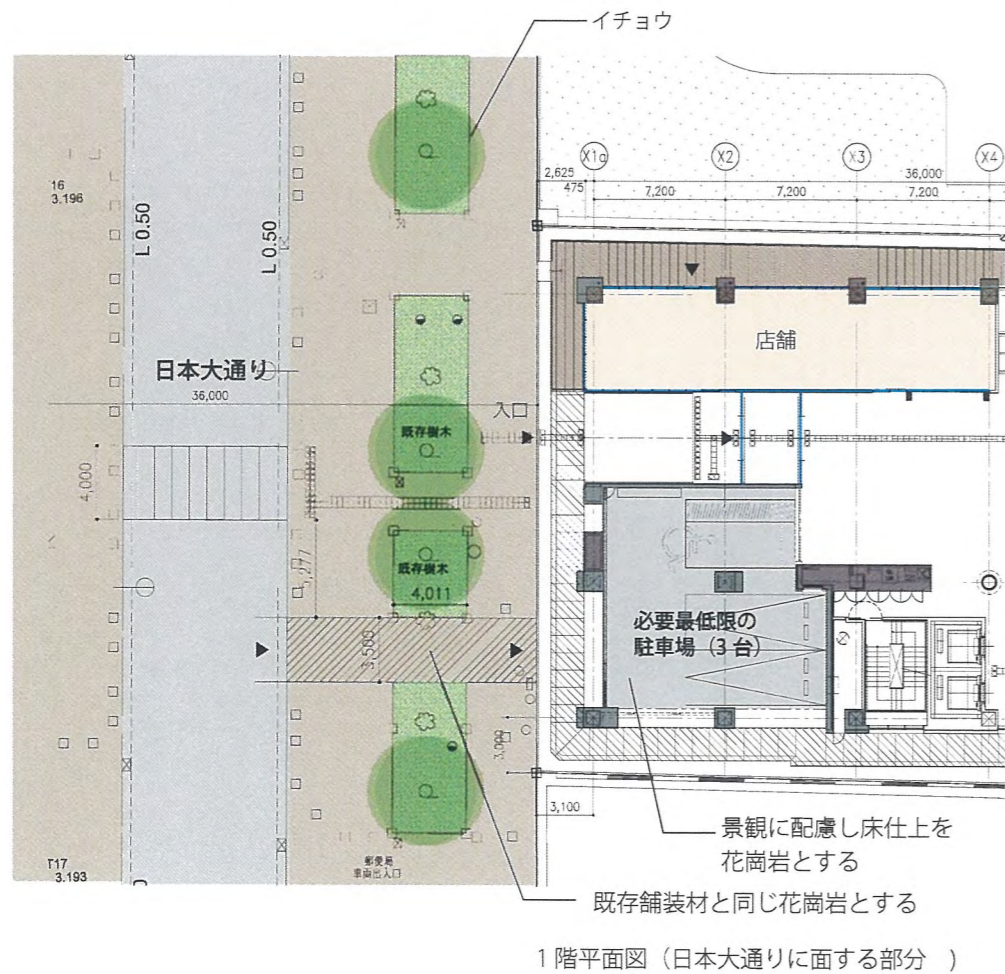 イチョウ
X1a
X2
X3
X4
2,625
36,000
475
7,200
7,200
7,200
16
3.196
L 0.50
L 0.50
店舗
日本大通り
36,000
入口
既存樹木
4,000
既存樹木
4,011
必要最低限の
駐車場（3 台）
3,500
3,000
3,100
景観に配慮し床仕上を
花崗岩とする
郵便局
車両出入口
T17
3.193
既存舗装材と同じ花崗岩とする
1 階平面図（日本大通りに面する部分　）